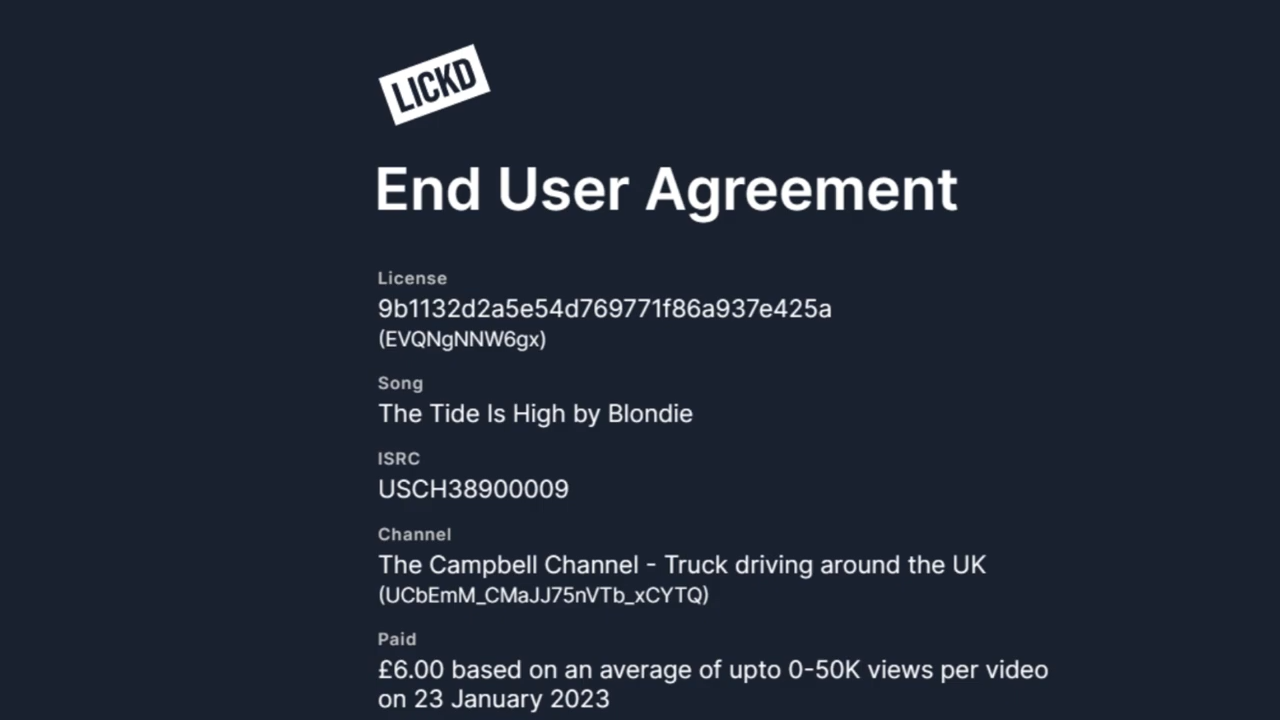 LICKD
End User Agreement
License
9b1132d2a5e54d769771f86a937e425a
(EVQNgNNW6gx)
Song
The Tide Is High by Blondie
ISRC
USCH38900009
Channel
The Campbell Channel - Truck driving around the UK
(UCbEmM_CMaJJ75nVTb_xCYTQ)
Paid
£6.00 based on an average of upto 0-50K views per video
on 23 January 2023